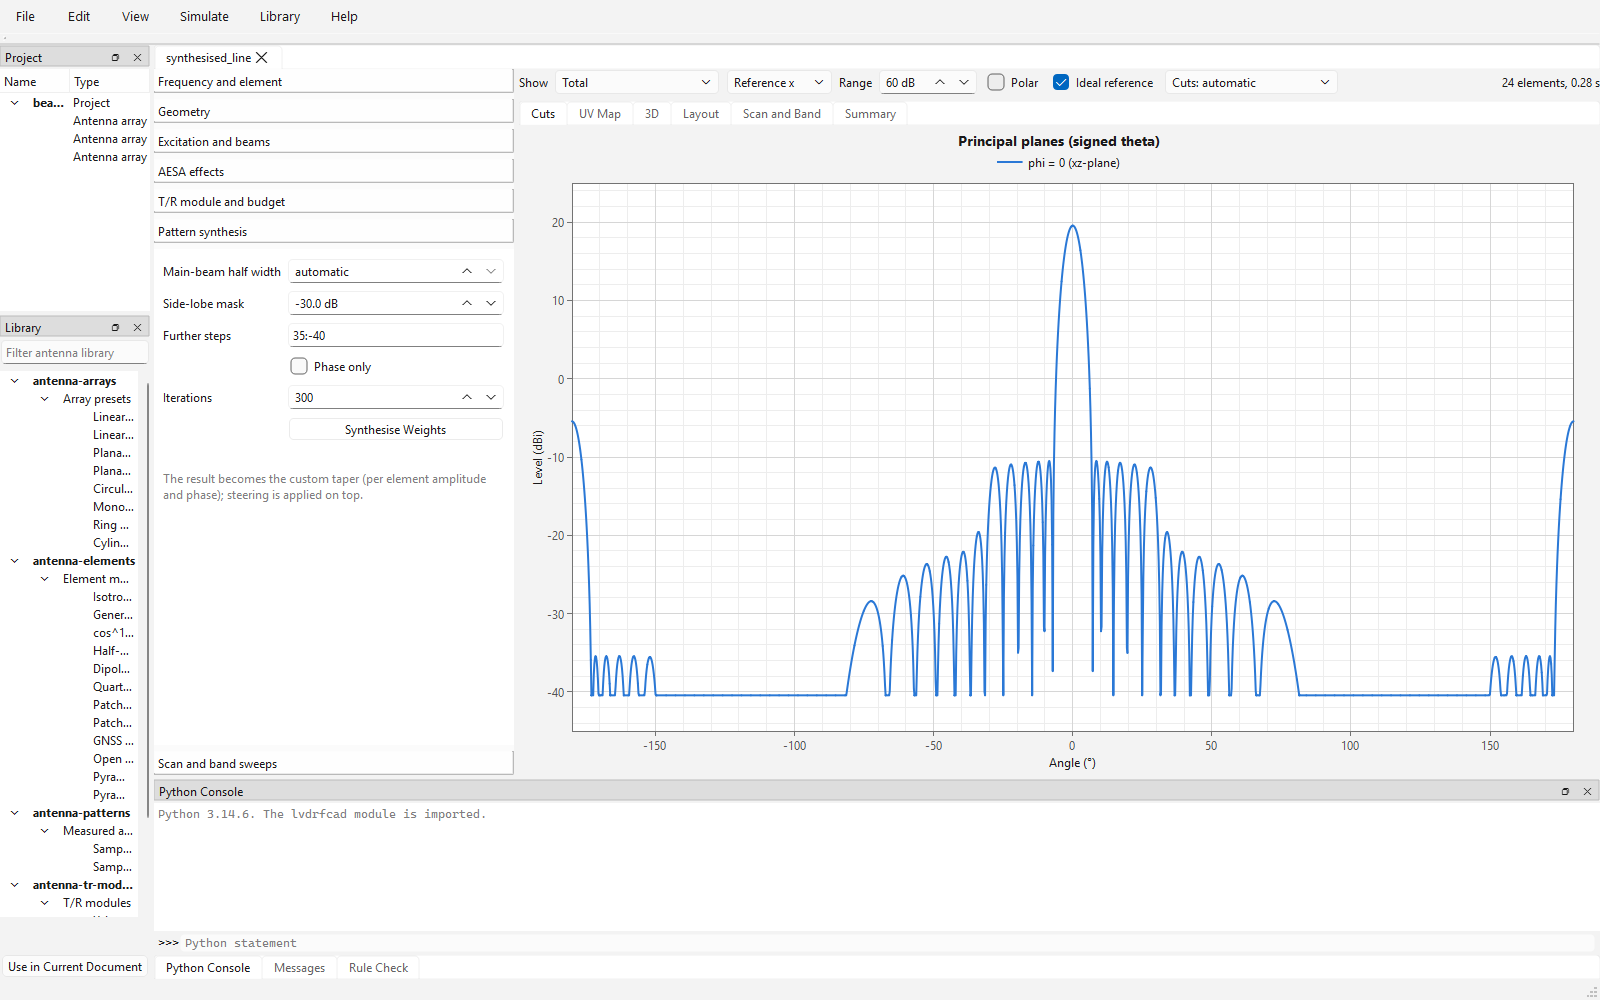 File Edit View Simulate Library Help
Project
Name Type
bea... Project
Antenna array
Antenna array
Antenna array
Library
Filter antenna library
antenna-arrays
Array presets
Linear...
Linear...
Plana...
Plana...
Circul...
Mono...
Ring ...
Cylin...
antenna-elements
Element m...
Isotro...
Gener...
cos^1...
Half-...
Dipol...
Quart...
Patch...
Patch...
GNSS ...
Open ...
Pyra...
Pyra...
antenna-patterns
Measured a...
Samp...
Samp...
antenna-tr-mod...
T/R modules
Use in Current Document
synthesised_line
Frequency and element
Geometry
Excitation and beams
AESA effects
T/R module and budget
Pattern synthesis
Main-beam half width automatic
Side-lobe mask -30.0 dB
Further steps 35:-40
Phase only
Iterations 300
Synthesise Weights
The result becomes the custom taper (per element amplitude
and phase); steering is applied on top.
Scan and band sweeps
Show Total Reference x Range 60 dB Polar Ideal reference Cuts: automatic 24 elements, 0.28 s
Cuts UV Map 3D Layout Scan and Band Summary
Principal planes (signed theta)
phi = 0 (xz-plane)
Level (dBi)
20
10
0
-10
-20
-30
-40
-150 -100 -50 0 50 100 150
Angle (°)
Python Console
Python 3.14.6. The lvdrfcad module is imported.
>>> Python statement
Python Console Messages Rule Check